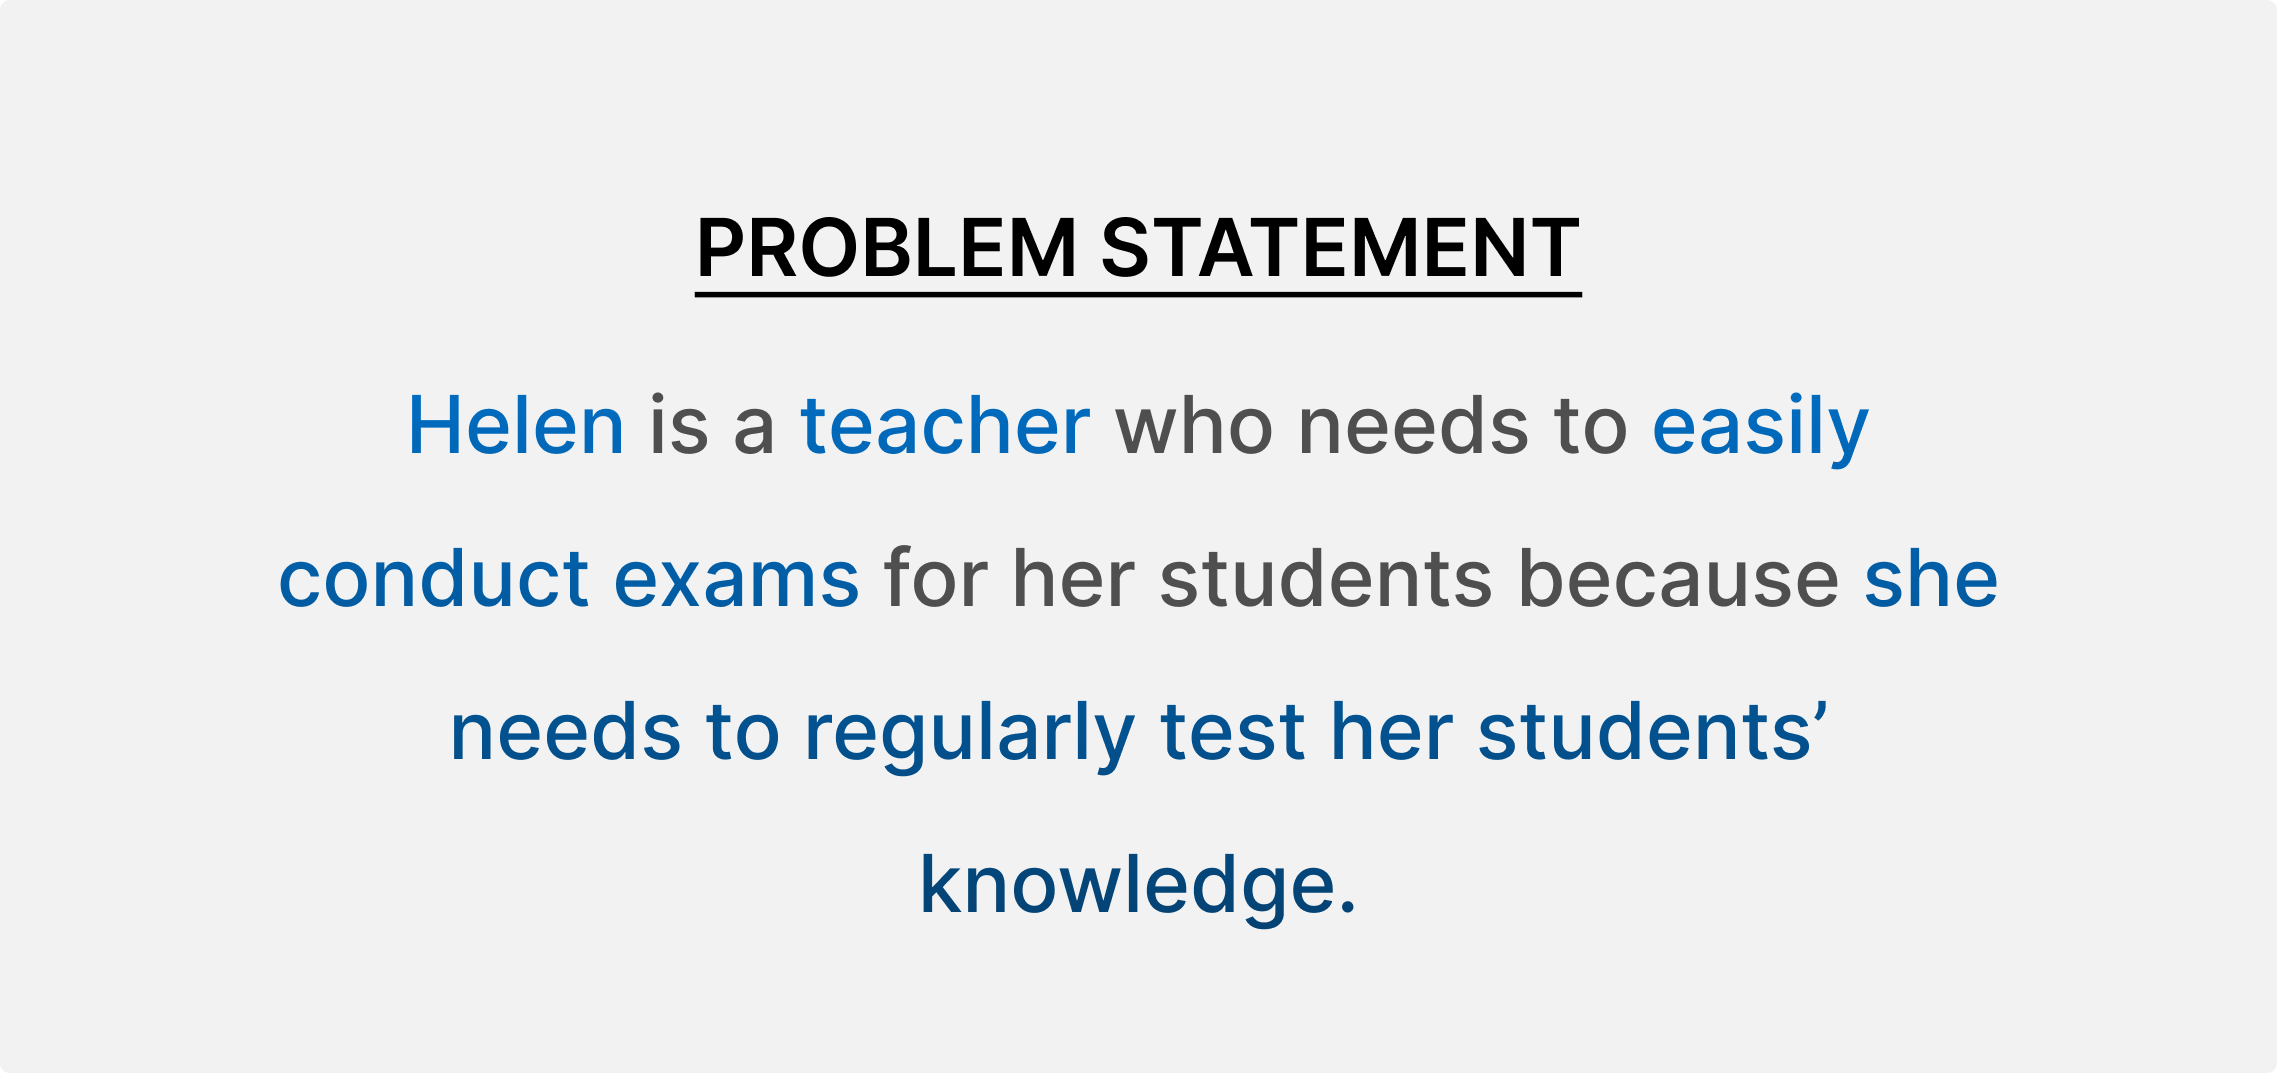 PROBLEM STATEMENT
Helen is a teacher who needs to easily
conduct exams for her students because she
needs to regularly test her students’
knowledge.